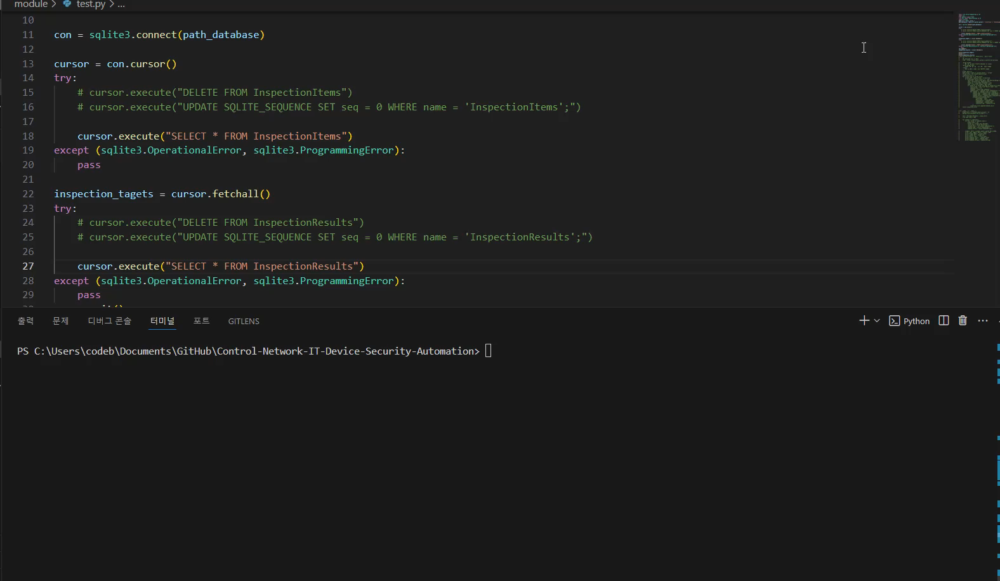 module > test.py > ...
10
11 con = sqlite3.connect(path_database)
12
13 cursor = con.cursor()
14 try:
15 # cursor.execute("DELETE FROM InspectionItems")
16 # cursor.execute("UPDATE SQLITE_SEQUENCE SET seq = 0 WHERE name = 'InspectionItems';")
17
18 cursor.execute("SELECT * FROM InspectionItems")
19 except (sqlite3.OperationalError, sqlite3.ProgrammingError):
20 pass
21
22 inspection_tagets = cursor.fetchall()
23 try:
24 # cursor.execute("DELETE FROM InspectionResults")
25 # cursor.execute("UPDATE SQLITE_SEQUENCE SET seq = 0 WHERE name = 'InspectionResults';")
26
27 cursor.execute("SELECT * FROM InspectionResults")
28 except (sqlite3.OperationalError, sqlite3.ProgrammingError):
29 pass
출력 문제 디버그 콘솔 터미널 포트 GITLENS Python
PS C:\Users\codeb\Documents\GitHub\Control-Network-IT-Device-Security-Automation>